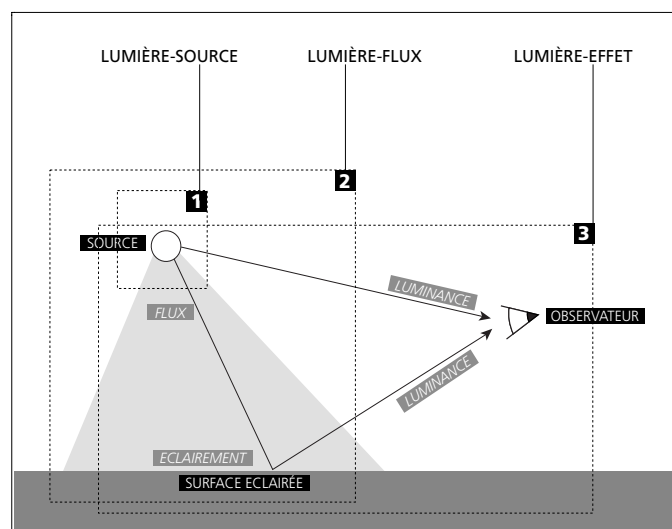 LUMIÈRE-SOURCE
LUMIÈRE-FLUX
LUMIÈRE-EFFET
2
1
3
SOURCE
LUMINANCE
FLUX
OBSERVATEUR
LUMINANCE
ECLAIREMENT
SURFACE ECLAIRÉE